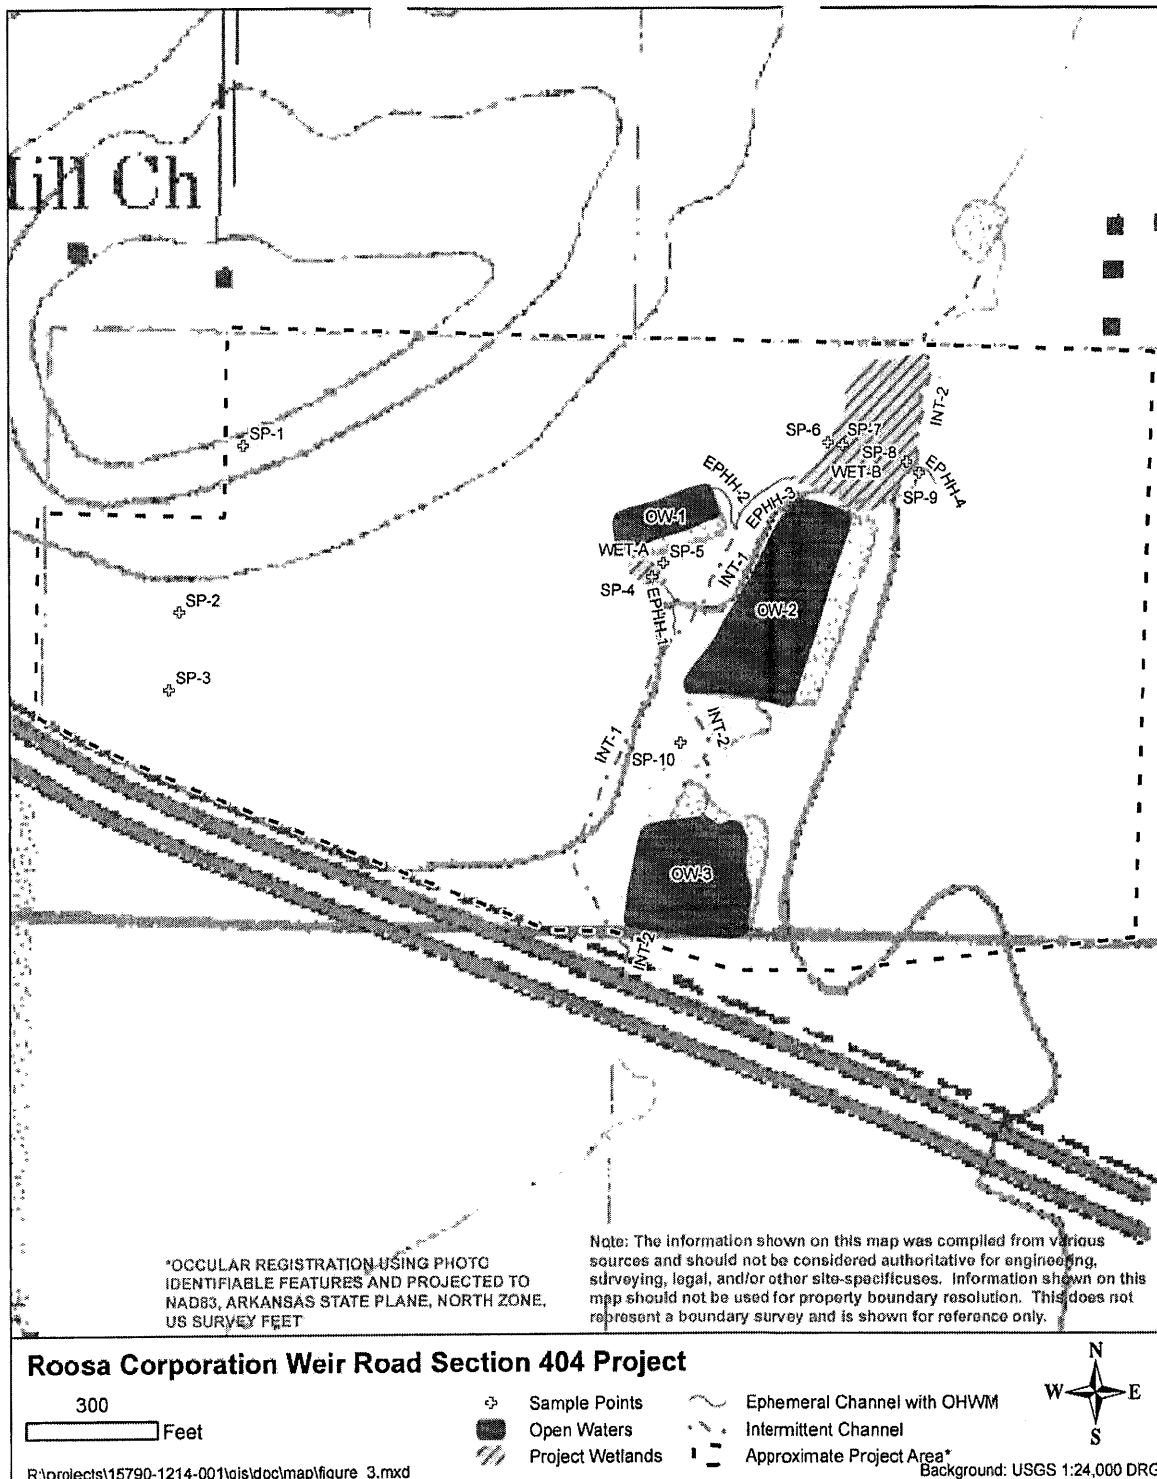 Iill Ch
SP-1
INT-2
SP-6
SP-7
SP-8
WET-B
EPHH-4
SP-9
EPHH-2
EPHH-3
OW-1
WET-A
SP-5
INT-1
SP-4
EPHH-1
OW-2
SP-2
SP-3
INT-2
INT-1
SP-10
OW-3
INT-2
*OCCULAR REGISTRATION USING PHOTO
IDENTIFIABLE FEATURES AND PROJECTED TO
NAD83, ARKANSAS STATE PLANE, NORTH ZONE,
US SURVEY FEET
Note: The information shown on this map was compiled from various
sources and should not be considered authoritative for engineering,
surveying, legal, and/or other site-specificuses. Information shown on this
map should not be used for property boundary resolution. This does not
represent a boundary survey and is shown for reference only.
Roosa Corporation Weir Road Section 404 Project
300
Feet
Sample Points
Open Waters
Project Wetlands
Ephemeral Channel with OHWM
Intermittent Channel
Approximate Project Area*
N
W E
S
R:\projects\15790-1214-001\gis\doc\map\figure_3.mxd
Background: USGS 1:24,000 DRG